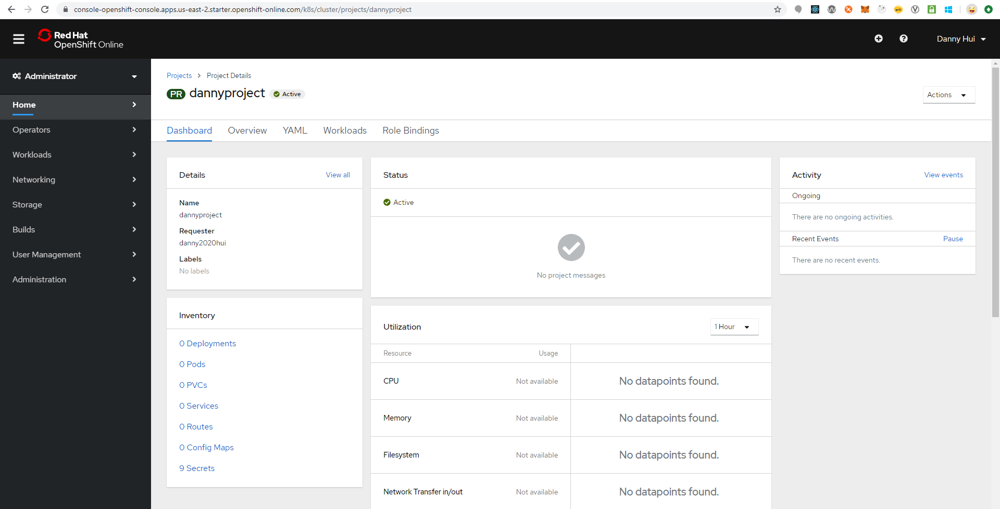 console-openshift-console.apps.us-east-2.starter.openshift-online.com/k8s/cluster/projects/dannyproject
Red Hat
OpenShift Online
Danny Hui
Administrator
Home
Operators
Workloads
Networking
Storage
Builds
User Management
Administration
Projects > Project Details
PR dannyproject Active
Actions
Dashboard Overview YAML Workloads Role Bindings
Details View all
Name
dannyproject
Requester
danny2020hui
Labels
No labels
Inventory
0 Deployments
0 Pods
0 PVCs
0 Services
0 Routes
0 Config Maps
9 Secrets
Status
Active
No project messages
Utilization 1 Hour
Resource Usage
CPU Not available No datapoints found.
Memory Not available No datapoints found.
Filesystem Not available No datapoints found.
Network Transfer in/out Not available No datapoints found.
Activity View events
Ongoing
There are no ongoing activities.
Recent Events Pause
There are no recent events.